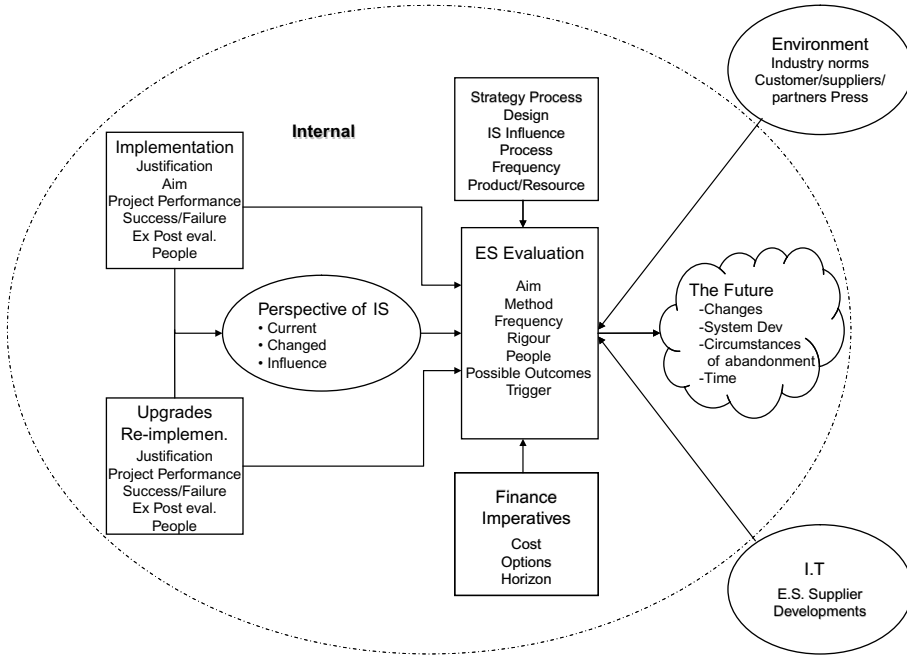 Environment
Industry norms
Customer/suppliers/
partners Press
Strategy Process
Design
IS Influence
Process
Frequency
Product/Resource
Internal
Implementation
Justification
Aim
Project Performance
Success/Failure
Ex Post eval.
People
ES Evaluation
Aim
Method
Frequency
Rigour
People
Possible Outcomes
Trigger
Perspective of IS
• Current
• Changed
• Influence
The Future
-Changes
-System Dev
-Circumstances
of abandonment
-Time
Upgrades
Re-implemen.
Justification
Project Performance
Success/Failure
Ex Post eval.
People
Finance
Imperatives
Cost
Options
Horizon
I.T
E.S. Supplier
Developments